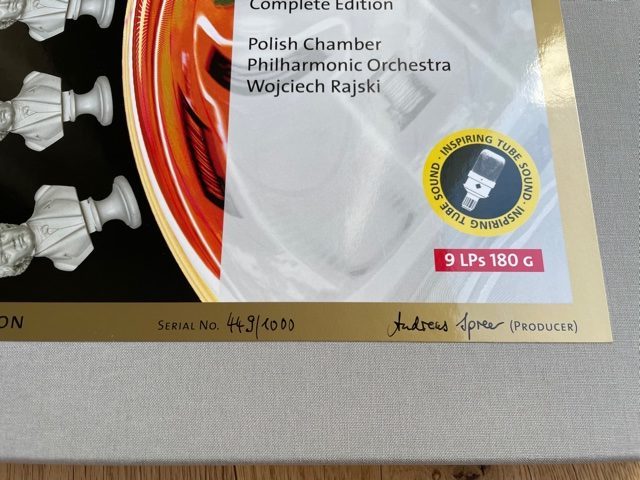 Complete Edition
Polish Chamber
Philharmonic Orchestra
Wojciech Rajski
INSPIRING TUBE SOUND · INSPIRING TUBE SOUND ·
9 LPs 180 G
ON
SERIAL NO. 449/1000
Andreas Spreer (PRODUCER)